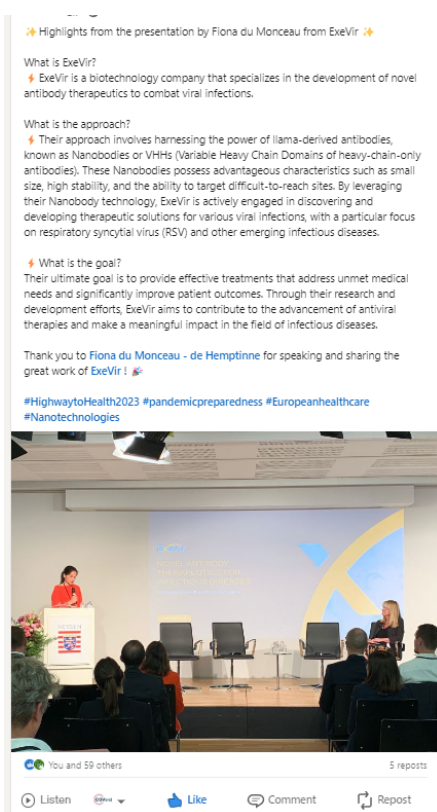 ✨ Highlights from the presentation by Fiona du Monceau from ExeVir ✨
What is ExeVir?
⚡ ExeVir is a biotechnology company that specializes in the development of novel
antibody therapeutics to combat viral infections.
What is the approach?
⚡ Their approach involves harnessing the power of llama-derived antibodies,
known as Nanobodies or VHHs (Variable Heavy Chain Domains of heavy-chain-only
antibodies). These Nanobodies possess advantageous characteristics such as small
size, high stability, and the ability to target difficult-to-reach sites. By leveraging
their Nanobody technology, ExeVir is actively engaged in discovering and
developing therapeutic solutions for various viral infections, with a particular focus
on respiratory syncytial virus (RSV) and other emerging infectious diseases.
⚡ What is the goal?
Their ultimate goal is to provide effective treatments that address unmet medical
needs and significantly improve patient outcomes. Through their research and
development efforts, ExeVir aims to contribute to the advancement of antiviral
therapies and make a meaningful impact in the field of infectious diseases.
Thank you to Fiona du Monceau - de Hemptinne for speaking and sharing the
great work of ExeVir ! 🎉
#HighwaytoHealth2023 #pandemicpreparedness #Europeanhealthcare
#Nanotechnologies
HESSEN
You and 59 others 5 reposts
Listen Like Comment Repost